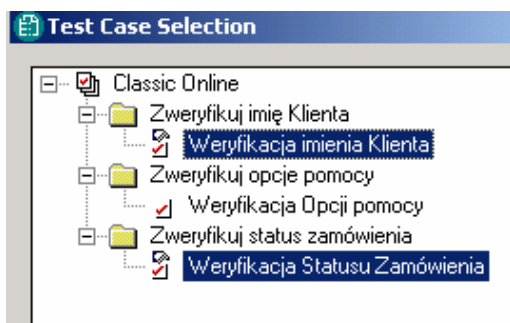 Test Case Selection
Classic Online
Zweryfikuj imię Klienta
Weryfikacja imienia Klienta
Zweryfikuj opcje pomocy
Weryfikacja Opcji pomocy
Zweryfikuj status zamówienia
Weryfikacja Statusu Zamówienia